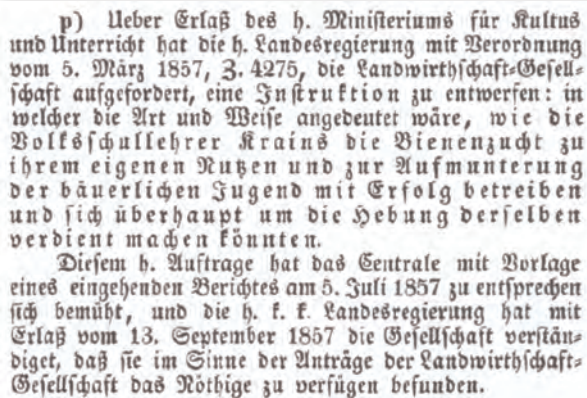 p) Ueber Erlaß des h. Ministeriums für Kultus
und Unterricht hat die h. Landesregierung mit Verordnung
vom 5. März 1857, Z. 4275, die Landwirthschaft=Gesell=
schaft aufgefordert, eine Instruktion zu entwerfen: in
welcher die Art und Weise angedeutet wäre, wie die
Volksschullehrer Krains die Bienenzucht zu
ihrem eigenen Nutzen und zur Aufmunterung
der bäuerlichen Jugend mit Erfolg betreiben
und sich überhaupt um die Hebung derselben
verdient machen könnten.
Diesem h. Auftrage hat das Centrale mit Vorlage
eines eingehenden Berichtes am 5. Juli 1857 zu entsprechen
sich bemüht, und die h. k. k. Landesregierung hat mit
Erlaß vom 13. September 1857 die Gesellschaft verstän=
diget, daß sie im Sinne der Anträge der Landwirthschaft=
Gesellschaft das Nöthige zu verfügen befunden.